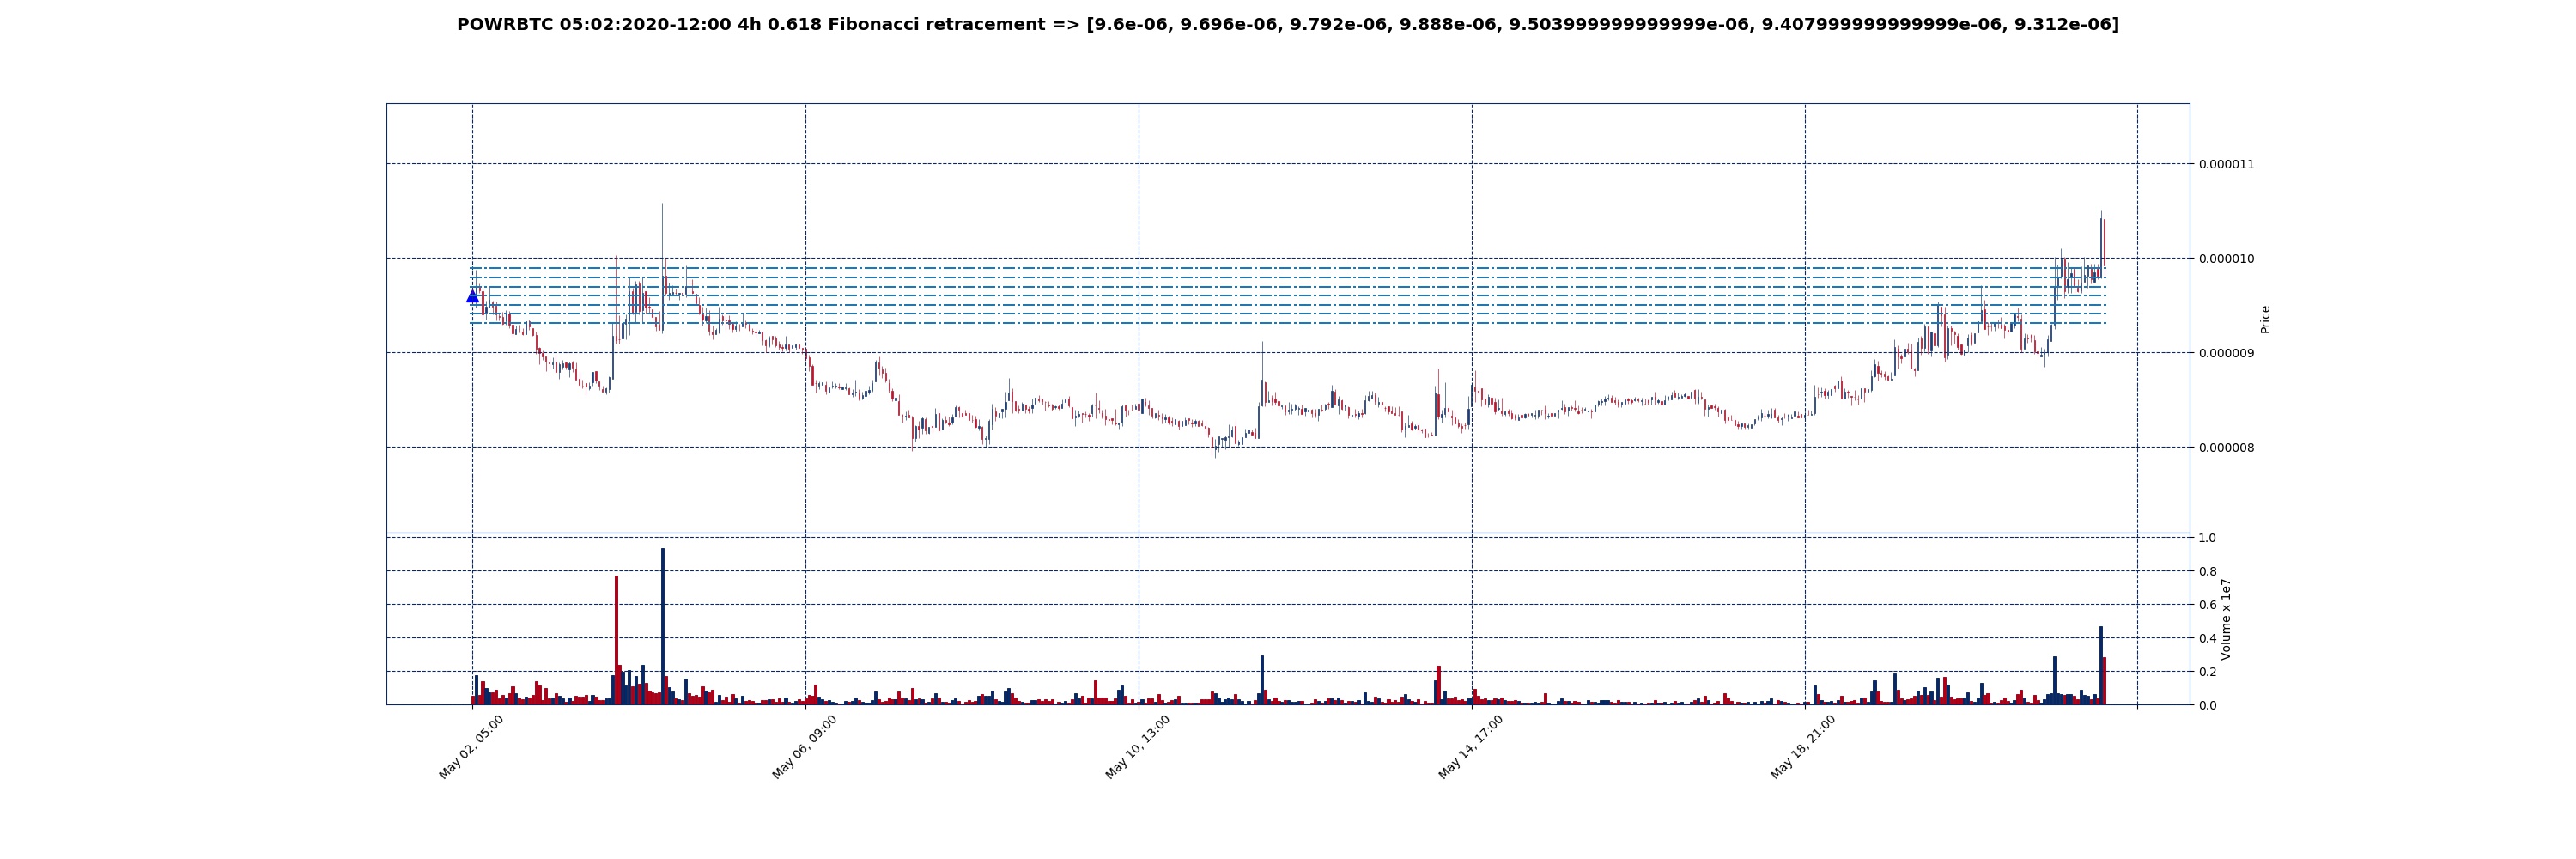 POWRBTC 05:02:2020-12:00 4h 0.618 Fibonacci retracement => [9.6e-06, 9.696e-06, 9.792e-06, 9.888e-06, 9.503999999999999e-06, 9.407999999999999e-06, 9.312e-06]
0.000011
0.000010
0.000009
0.000008
Price
1.0
0.8
0.6
0.4
0.2
0.0
Volume x 1e7
May 02, 05:00
May 06, 09:00
May 10, 13:00
May 14, 17:00
May 18, 21:00